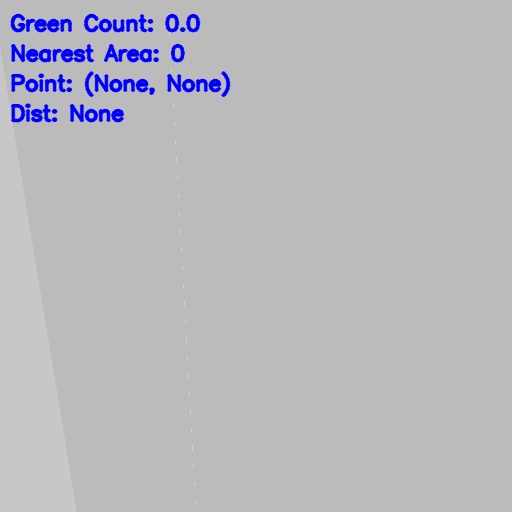 Green Count: 0.0
Nearest Area: 0
Point: (None, None)
Dist: None